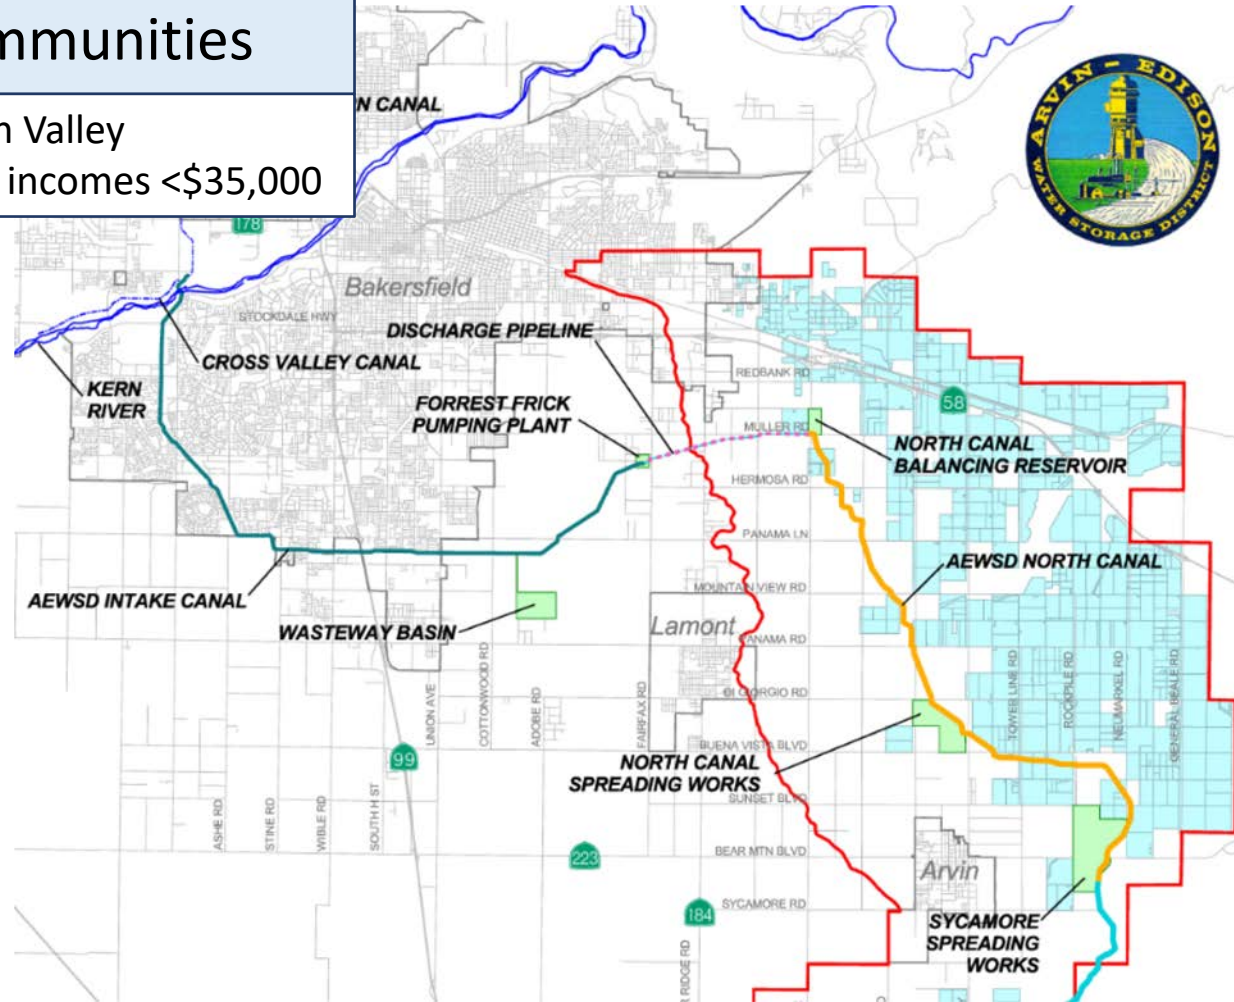 mmunities
n Valley
incomes <$35,000
N CANAL
ARVIN – EDISON
WATER STORAGE DISTRICT
178
Bakersfield
STOCKDALE HWY
DISCHARGE PIPELINE
CROSS VALLEY CANAL
REDBANK RD
KERN
RIVER
FORREST FRICK
PUMPING PLANT
58
MULLER RD
NORTH CANAL
BALANCING RESERVOIR
HERMOSA RD
PANAMA LN
AEWSD NORTH CANAL
MOUNTAIN VIEW RD
AEWSD INTAKE CANAL
WASTEWAY BASIN
Lamont
PANAMA RD
DI GIORGIO RD
UNION AVE
COTTONWOOD RD
ADOBE RD
FAIRFAX RD
TOWER LINE RD
ROCKPILE RD
NEUMARKEL RD
GENERAL BEALE RD
BUENA VISTA BLVD
99
NORTH CANAL
SPREADING WORKS
SUNSET BLVD
ASHE RD
STINE RD
WIBLE RD
SOUTH H ST
BEAR MTN BLVD
223
Arvin
SYCAMORE RD
184
SYCAMORE
SPREADING
WORKS
RIDGE RD